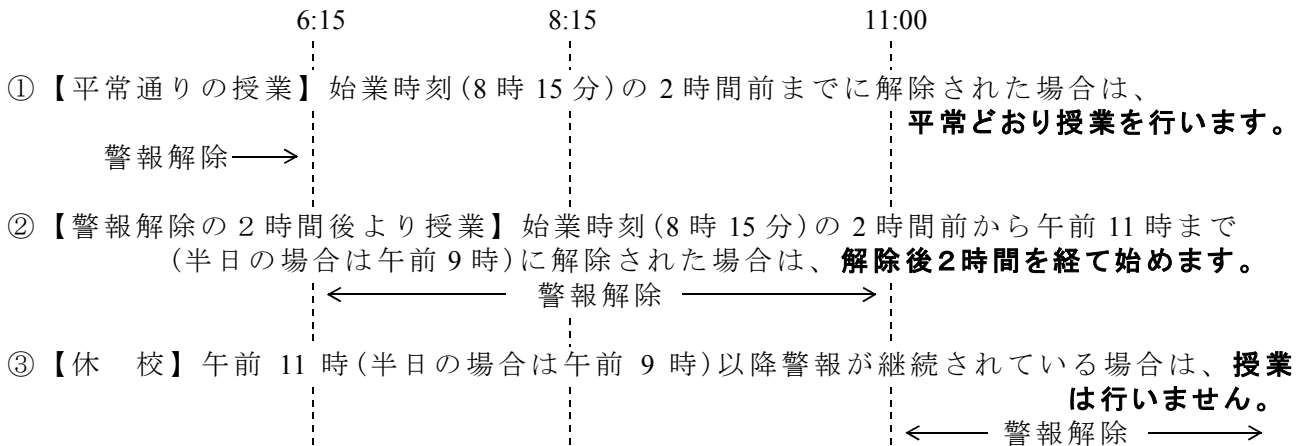 6:15 8:15 11:00
①【平常通りの授業】始業時刻(8時15分)の2時間前までに解除された場合は、
平常どおり授業を行います。
警報解除
②【警報解除の2時間後より授業】始業時刻(8時15分)の2時間前から午前11時まで
(半日の場合は午前9時)に解除された場合は、解除後2時間を経て始めます。
警報解除
③【休　校】午前11時(半日の場合は午前9時)以降警報が継続されている場合は、授業
は行いません。
警報解除